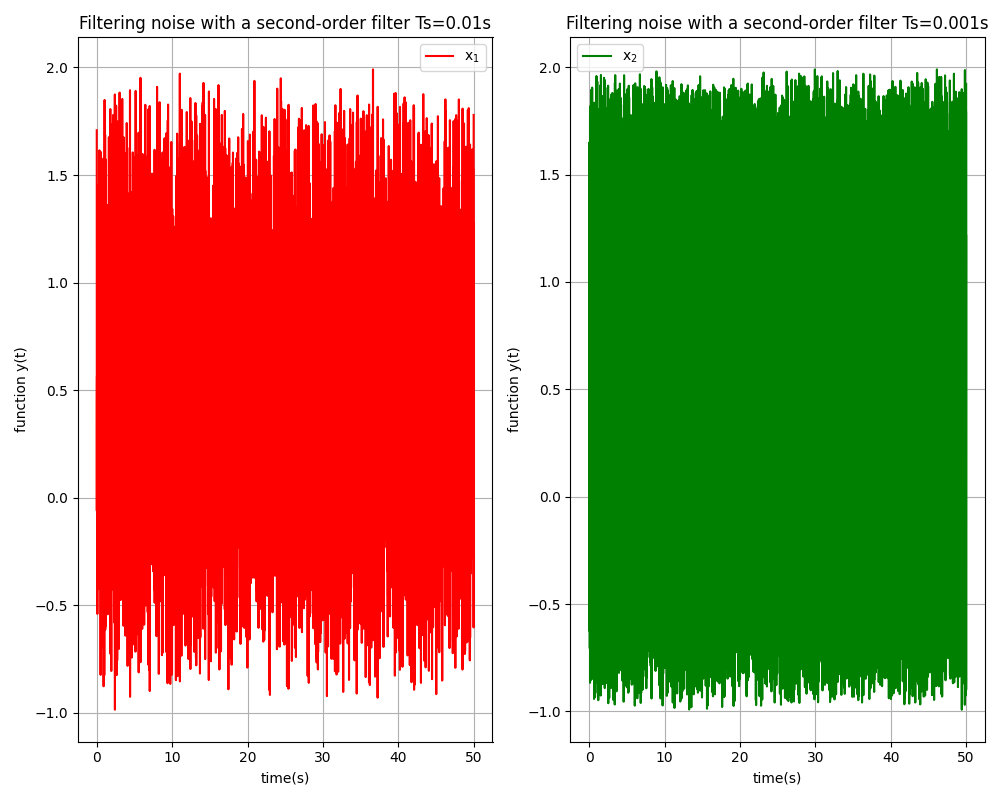 Filtering noise with a second-order filter Ts=0.01s
x₁
2.0
1.5
1.0
0.5
0.0
−0.5
−1.0
function y(t)
0 10 20 30 40 50
time(s)
Filtering noise with a second-order filter Ts=0.001s
x₂
2.0
1.5
1.0
0.5
0.0
−0.5
−1.0
function y(t)
0 10 20 30 40 50
time(s)